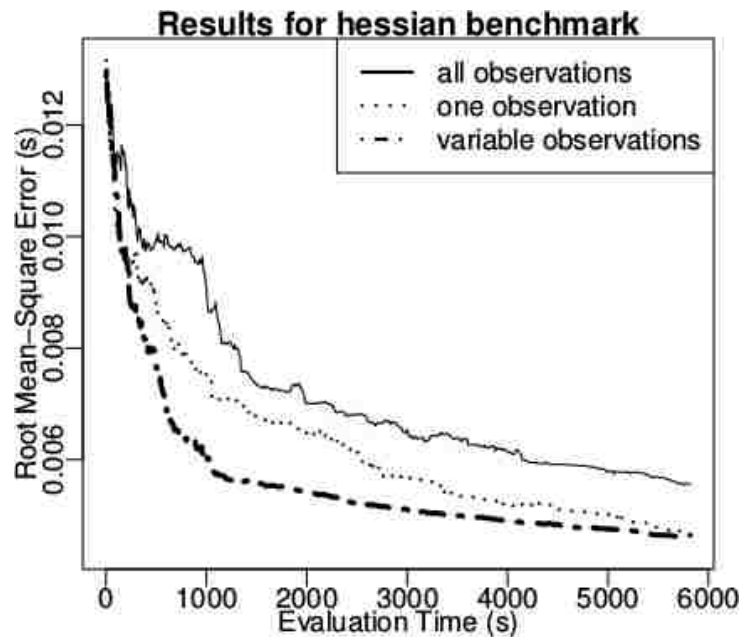 Results for hessian benchmark
all observations
one observation
variable observations
Root Mean-Square Error (s)
0.012
0.010
0.008
0.006
0 1000 2000 3000 4000 5000 6000
Evaluation Time (s)